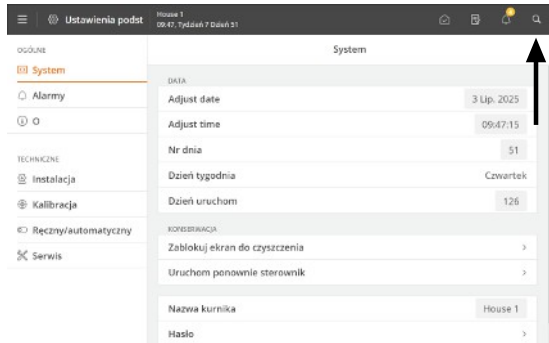 Ustawienia podst
House 1
09:47, Tydzień 7 Dzień 51
OGÓLNE
System
Alarmy
O
TECHNICZNE
Instalacja
Kalibracja
Ręczny/automatyczny
Serwis
System
DATA
Adjust date 3 Lip. 2025
Adjust time 09:47:15
Nr dnia 51
Dzień tygodnia Czwartek
Dzień uruchom 126
KONSERWACJA
Zablokuj ekran do czyszczenia
Uruchom ponownie sterownik
Nazwa kurnika House 1
Hasło